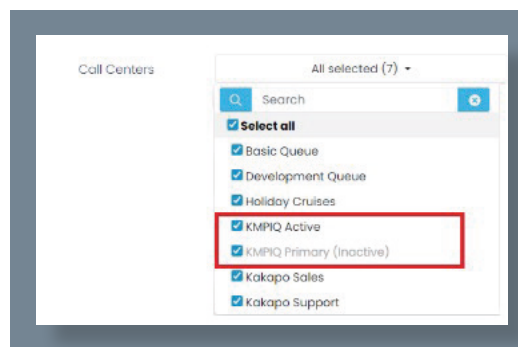 Call Centers
All selected (7)
Search
Select all
Basic Queue
Development Queue
Holiday Cruises
KMPIQ Active
KMPIQ Primary (Inactive)
Kakapo Sales
Kakapo Support